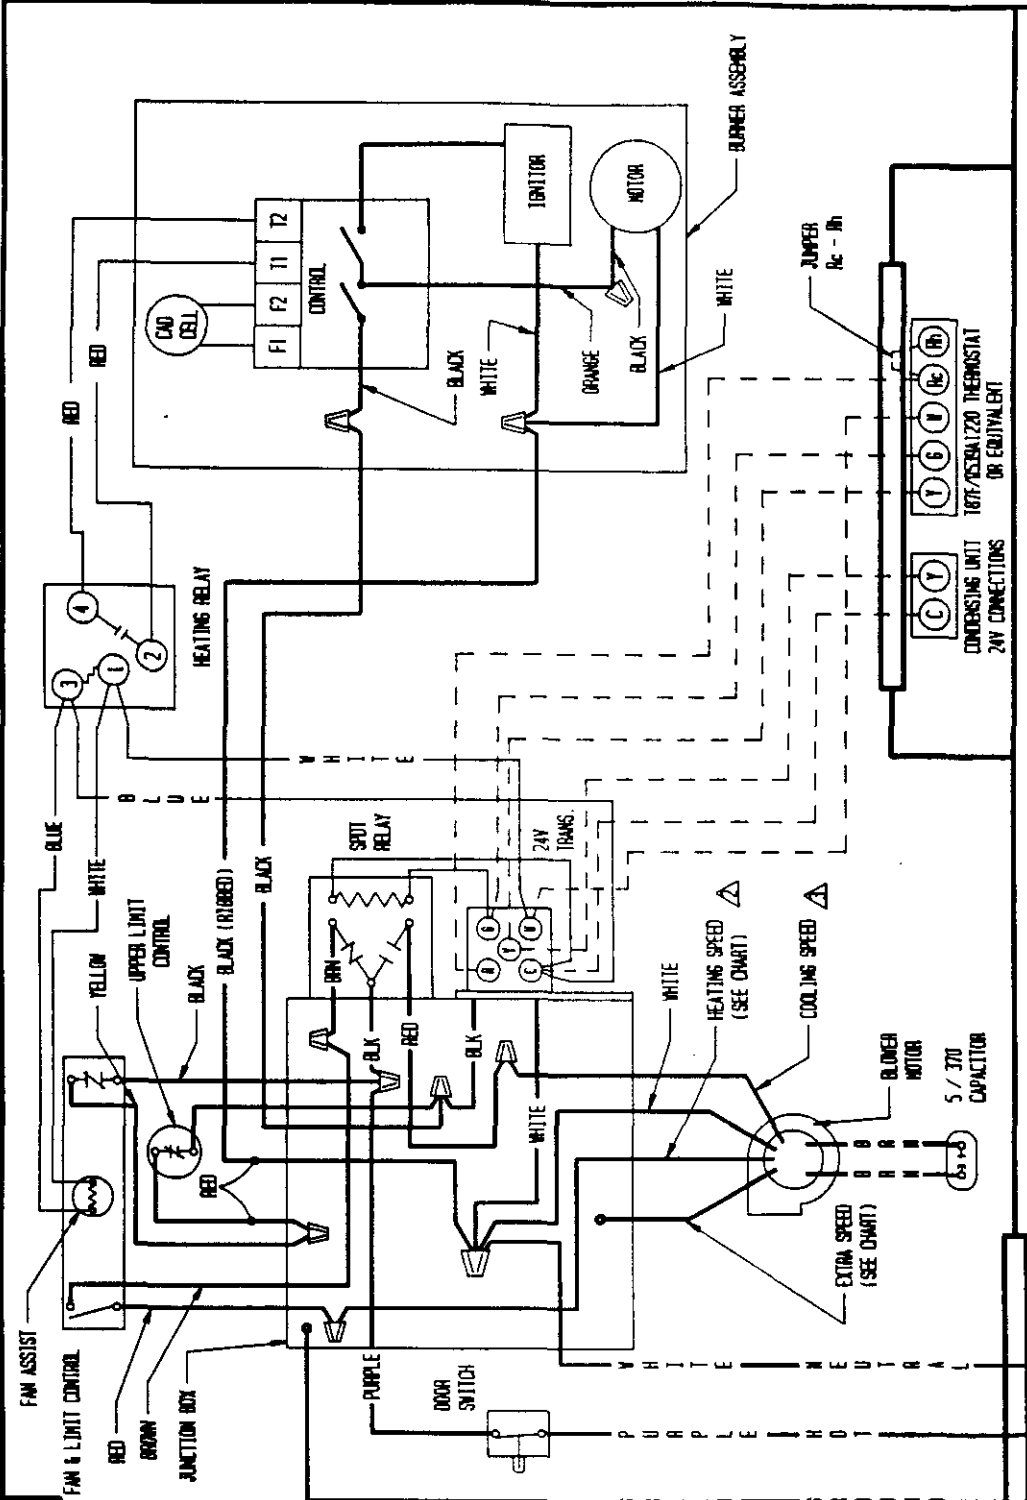 FAN ASSIST
FAN & LIMIT CONTROL
RED
BROWN
JUNCTION BOX
YELLOW
UPPER LIMIT
CONTROL
BLACK
BLUE
WHITE
BLACK (RIBBED)
BLACK
RED
BLUE
WHITE
HEATING RELAY
3
1
4
2
RED
RED
CAD
CELL
F1
F2
T1
T2
CONTROL
IGNITOR
MOTOR
BURNER ASSEMBLY
BLACK
WHITE
ORANGE
BLACK
WHITE
SPDT
RELAY
24V
TRANS.
BRN
BLK
RED
BLK
WHITE
R
G
Y
C
W
PURPLE
DOOR
SWITCH
WHITE
HEATING SPEED
(SEE CHART)
2
COOLING SPEED
BLOWER
MOTOR
5 / 370
CAPACITOR
BRN
BRN
EXTRA SPEED
(SEE CHART)
WHITE NEUTRAL
PURPLE HOT
JUMPER
Rc - Rh
C
Y
CONDENSING UNIT
24V CONNECTIONS
Y
G
W
Rc
Rh
THERMOSTAT
OR EQUIVALENT